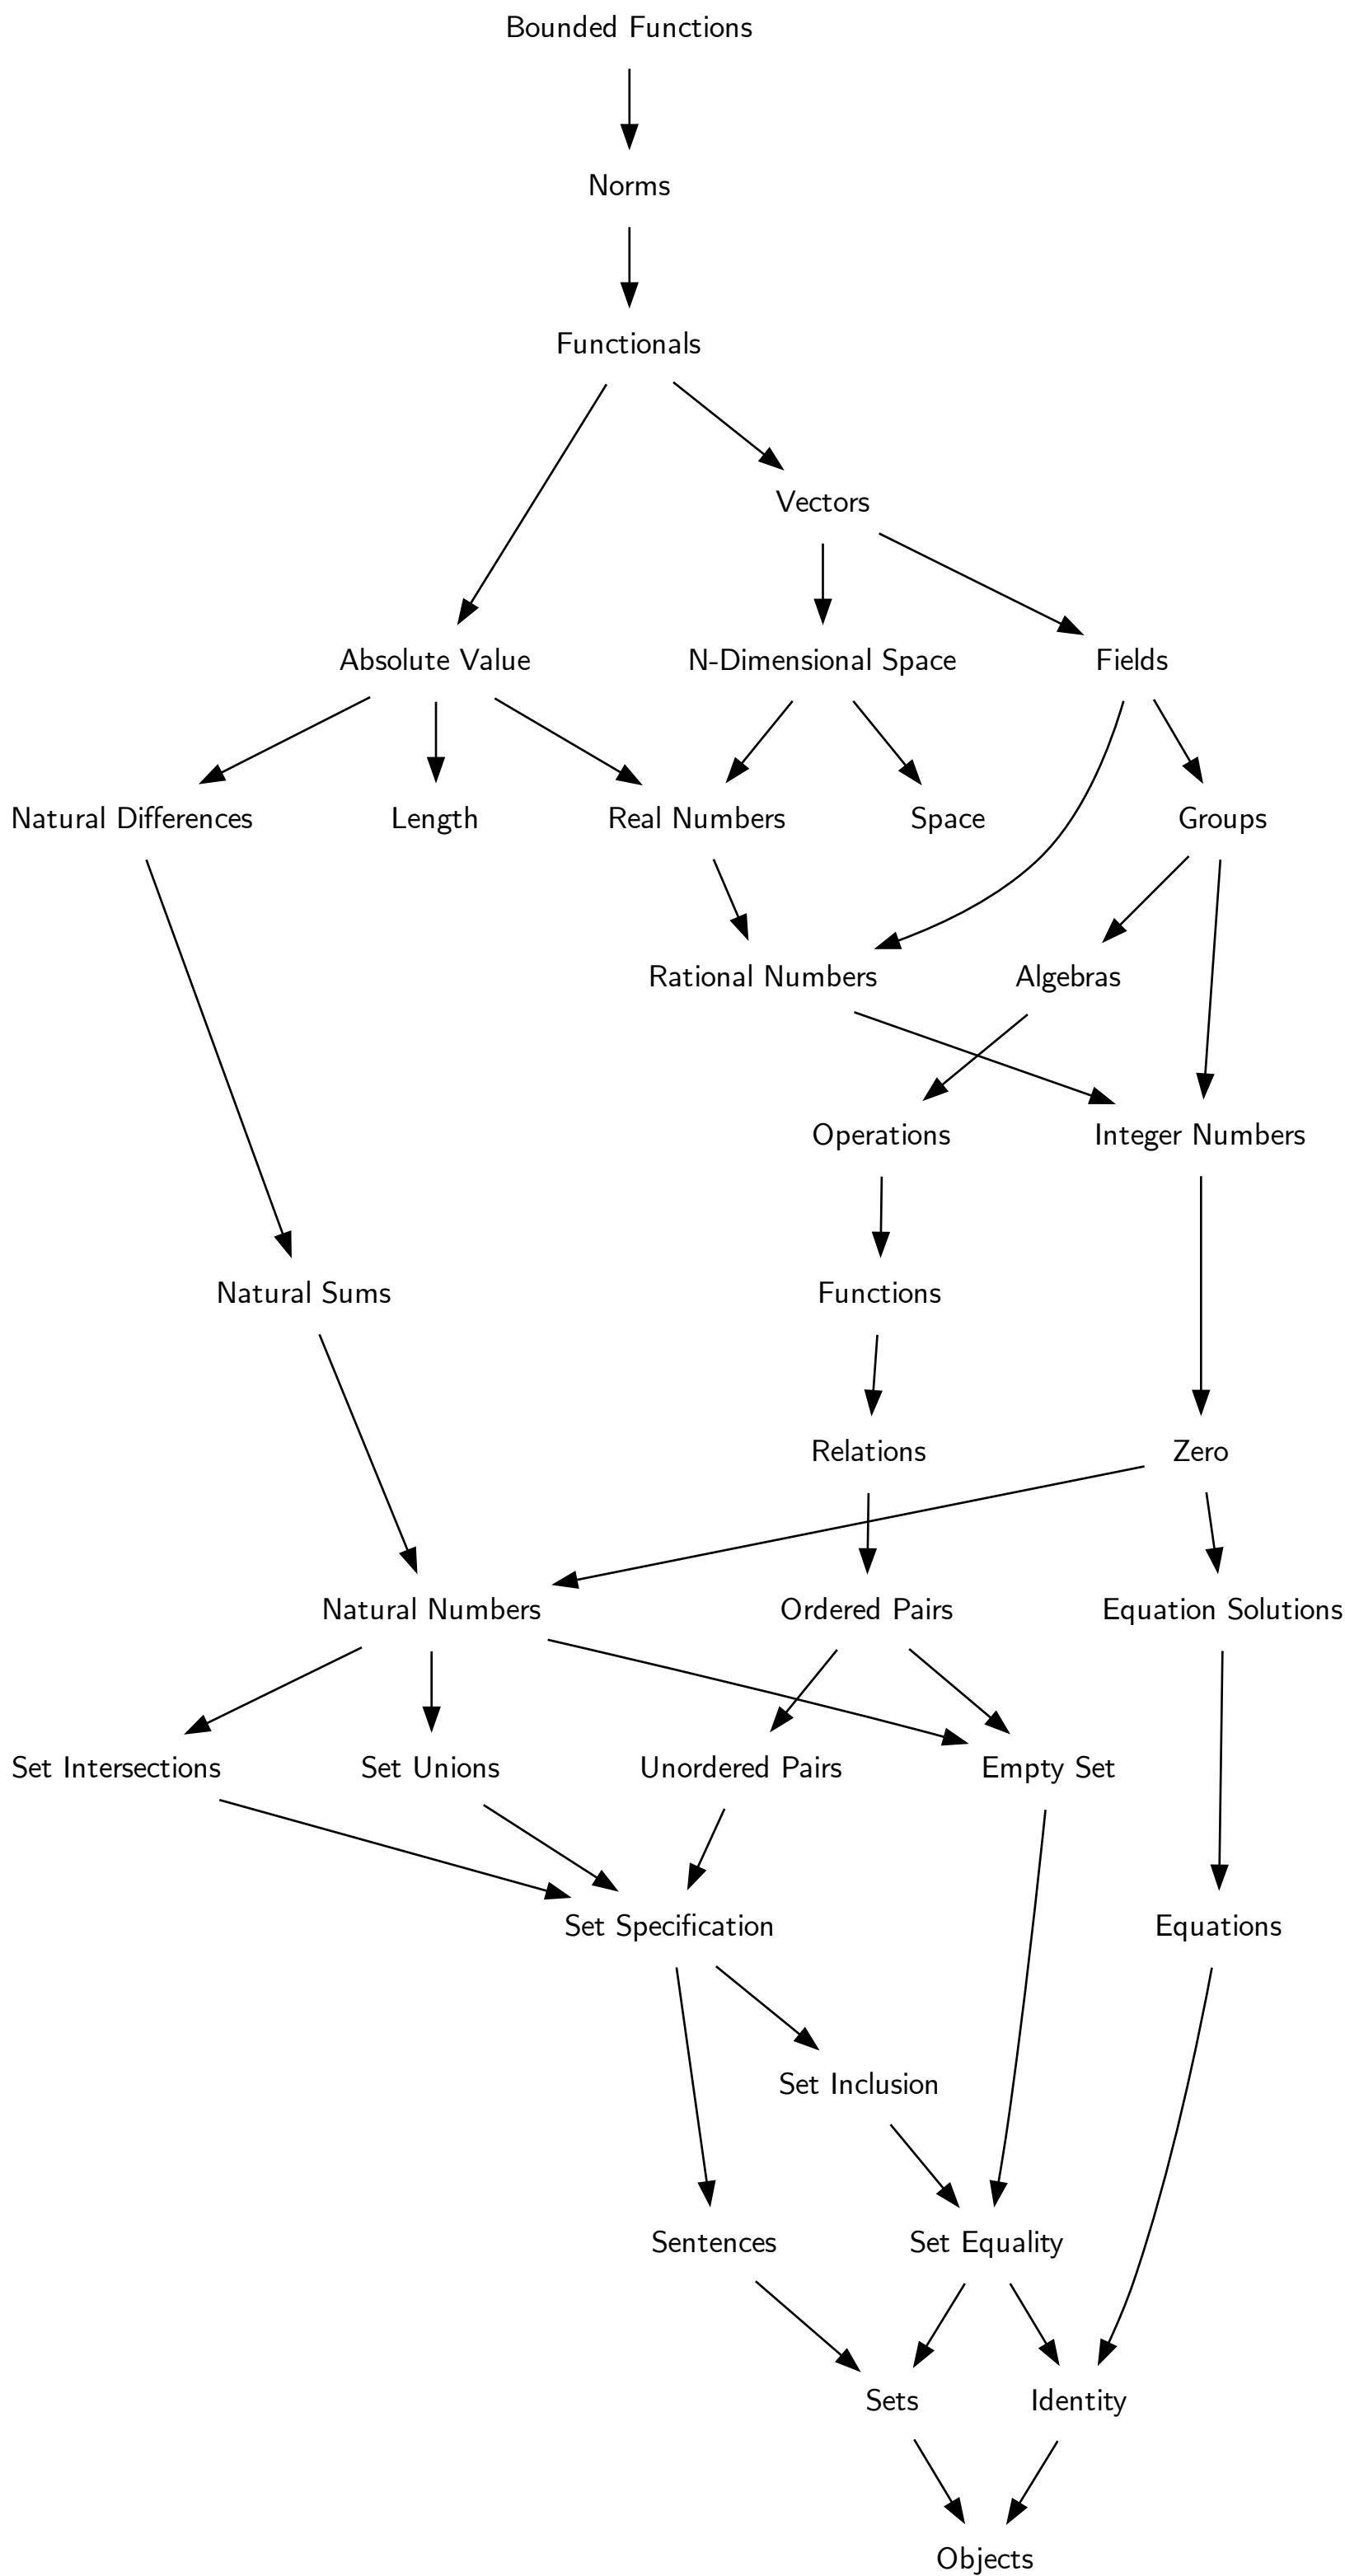 Bounded Functions
Norms
Functionals
Vectors
Absolute Value
N-Dimensional Space
Fields
Natural Differences
Length
Real Numbers
Space
Groups
Rational Numbers
Algebras
Operations
Integer Numbers
Natural Sums
Functions
Relations
Zero
Natural Numbers
Ordered Pairs
Equation Solutions
Set Intersections
Set Unions
Unordered Pairs
Empty Set
Set Specification
Equations
Set Inclusion
Sentences
Set Equality
Sets
Identity
Objects